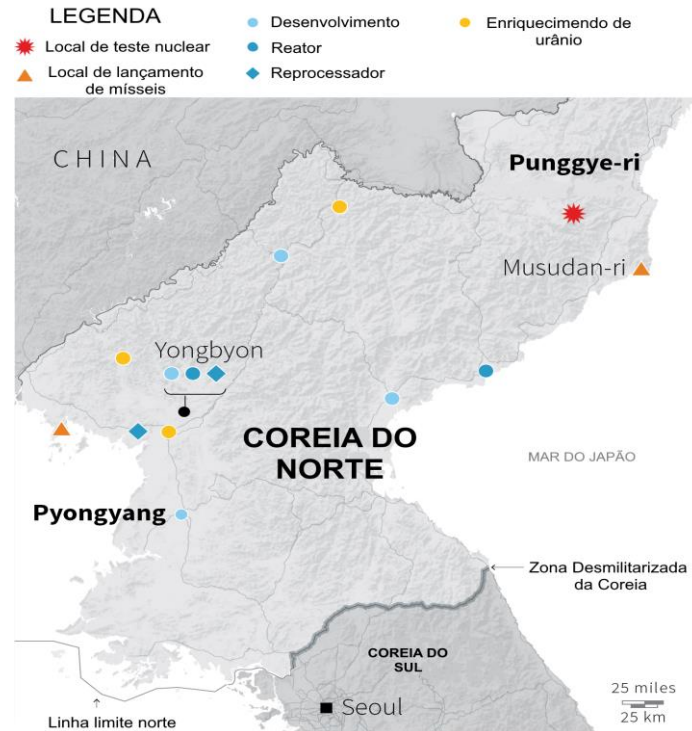 LEGENDA
Local de teste nuclear
Local de lançamento
de mísseis
Desenvolvimento
Reator
Reprocessador
Enriquecimendo de
urânio
CHINA
Punggye-ri
Musudan-ri
Yongbyon
COREIA DO
NORTE
MAR DO JAPÃO
Pyongyang
Zona Desmilitarizada
da Coreia
COREIA DO
SUL
Seoul
Linha limite norte
25 miles
25 km